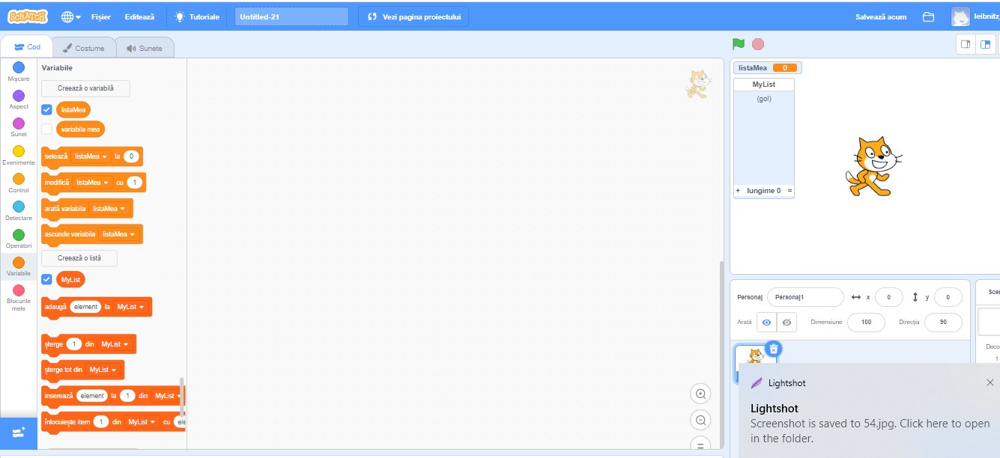 SCRATCH
Fișier
Editează
Tutoriale
Untitled-21
Vezi pagina proiectului
Salvează acum
leibnitz
Cod
Costume
Sunete
Mișcare
Aspect
Sunet
Evenimente
Control
Detectare
Operatori
Variabile
Blocurile
mele
Variabile
Creează o variabilă
listaMea
variabila mea
setează listaMea la 0
modifică listaMea cu 1
arată variabila listaMea
ascunde variabila listaMea
Creează o listă
MyList
adaugă element la MyList
șterge 1 din MyList
șterge tot din MyList
inserează element la 1 din MyList
înlocuiește item 1 din MyList cu ele
listaMea 0
MyList
(gol)
+ lungime 0 =
Personaj Personaj1 x 0 y 0
Arată Dimensiune 100 Direcția 90
Scen
Deco
1
Lightshot
Lightshot
Screenshot is saved to 54.jpg. Click here to open
in the folder.